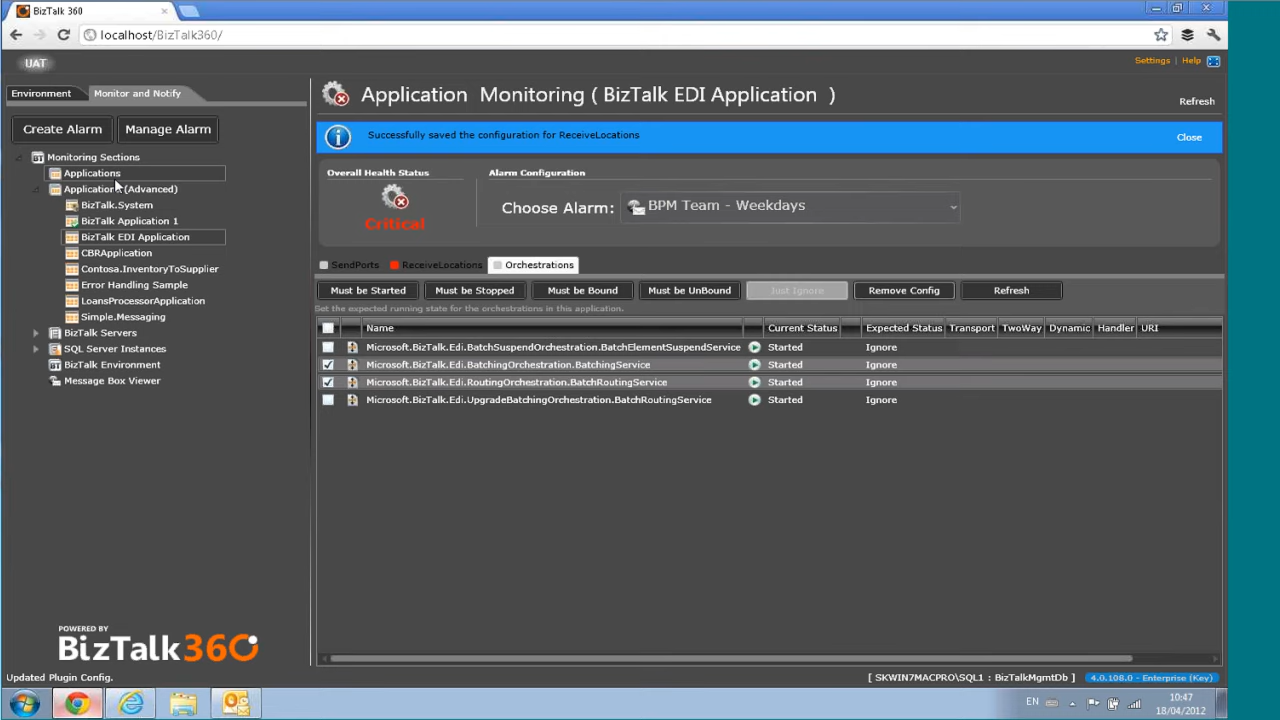 BizTalk 360
localhost/BizTalk360/
UAT
Settings | Help
Environment
Monitor and Notify
Application Monitoring ( BizTalk EDI Application )
Refresh
Create Alarm
Manage Alarm
Successfully saved the configuration for ReceiveLocations
Close
Monitoring Sections
Applications
Applications (Advanced)
BizTalk.System
BizTalk Application 1
BizTalk EDI Application
CBRApplication
Contosa.InventoryToSupplier
Error Handling Sample
LoansProcessorApplication
Simple.Messaging
BizTalk Servers
SQL Server Instances
BizTalk Environment
Message Box Viewer
Overall Health Status
Critical
Alarm Configuration
Choose Alarm: BPM Team - Weekdays
SendPorts ReceiveLocations Orchestrations
Must be Started Must be Stopped Must be Bound Must be UnBound Just Ignore Remove Config Refresh
Set the expected running state for the orchestrations in this application.
Name Current Status Expected Status Transport TwoWay Dynamic Handler URI
Microsoft.BizTalk.Edi.BatchSuspendOrchestration.BatchElementSuspendService Started Ignore
Microsoft.BizTalk.Edi.BatchingOrchestration.BatchingService Started Ignore
Microsoft.BizTalk.Edi.RoutingOrchestration.BatchRoutingService Started Ignore
Microsoft.BizTalk.Edi.UpgradeBatchingOrchestration.BatchRoutingService Started Ignore
POWERED BY
BizTalk360
Updated Plugin Config.
[ SKWIN7MACPRO\SQL1 : BizTalkMgmtDb ]
4.0.108.0 - Enterprise (Key)
EN
10:47
18/04/2012